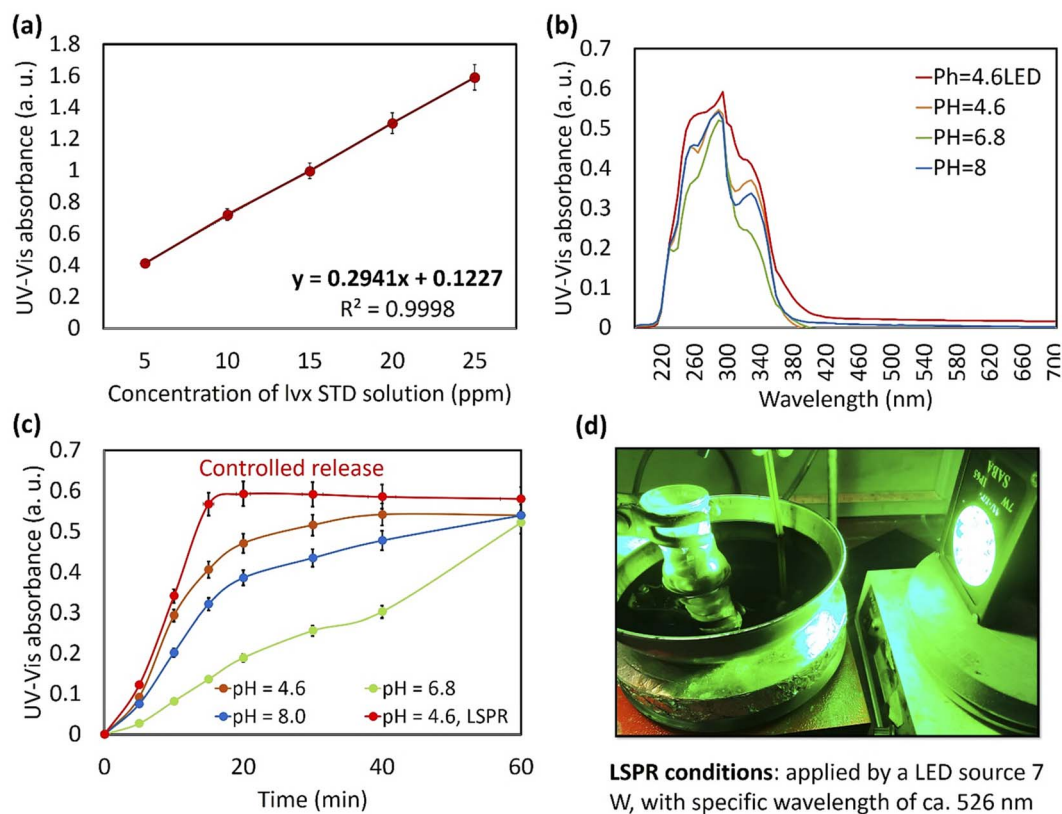 (a)
UV-Vis absorbance (a. u.)
1.8
1.6
1.4
1.2
1
0.8
0.6
0.4
0.2
0
y = 0.2941x + 0.1227
R² = 0.9998
5 10 15 20 25
Concentration of lvx STD solution (ppm)
(b)
UV-Vis absorbance (a. u.)
0.7
0.6
0.5
0.4
0.3
0.2
0.1
0
Ph=4.6LED
PH=4.6
PH=6.8
PH=8
220 260 300 340 380 420 460 500 540 580 620 660
Wavelength (nm)
(c)
UV-Vis absorbance (a. u.)
0.7
0.6
0.5
0.4
0.3
0.2
0.1
0
Controlled release
pH = 4.6 pH = 6.8
pH = 8.0 pH = 4.6, LSPR
0 20 40 60
Time (min)
(d)
SABA
7W IP65
LSPR conditions: applied by a LED source 7
W, with specific wavelength of ca. 526 nm